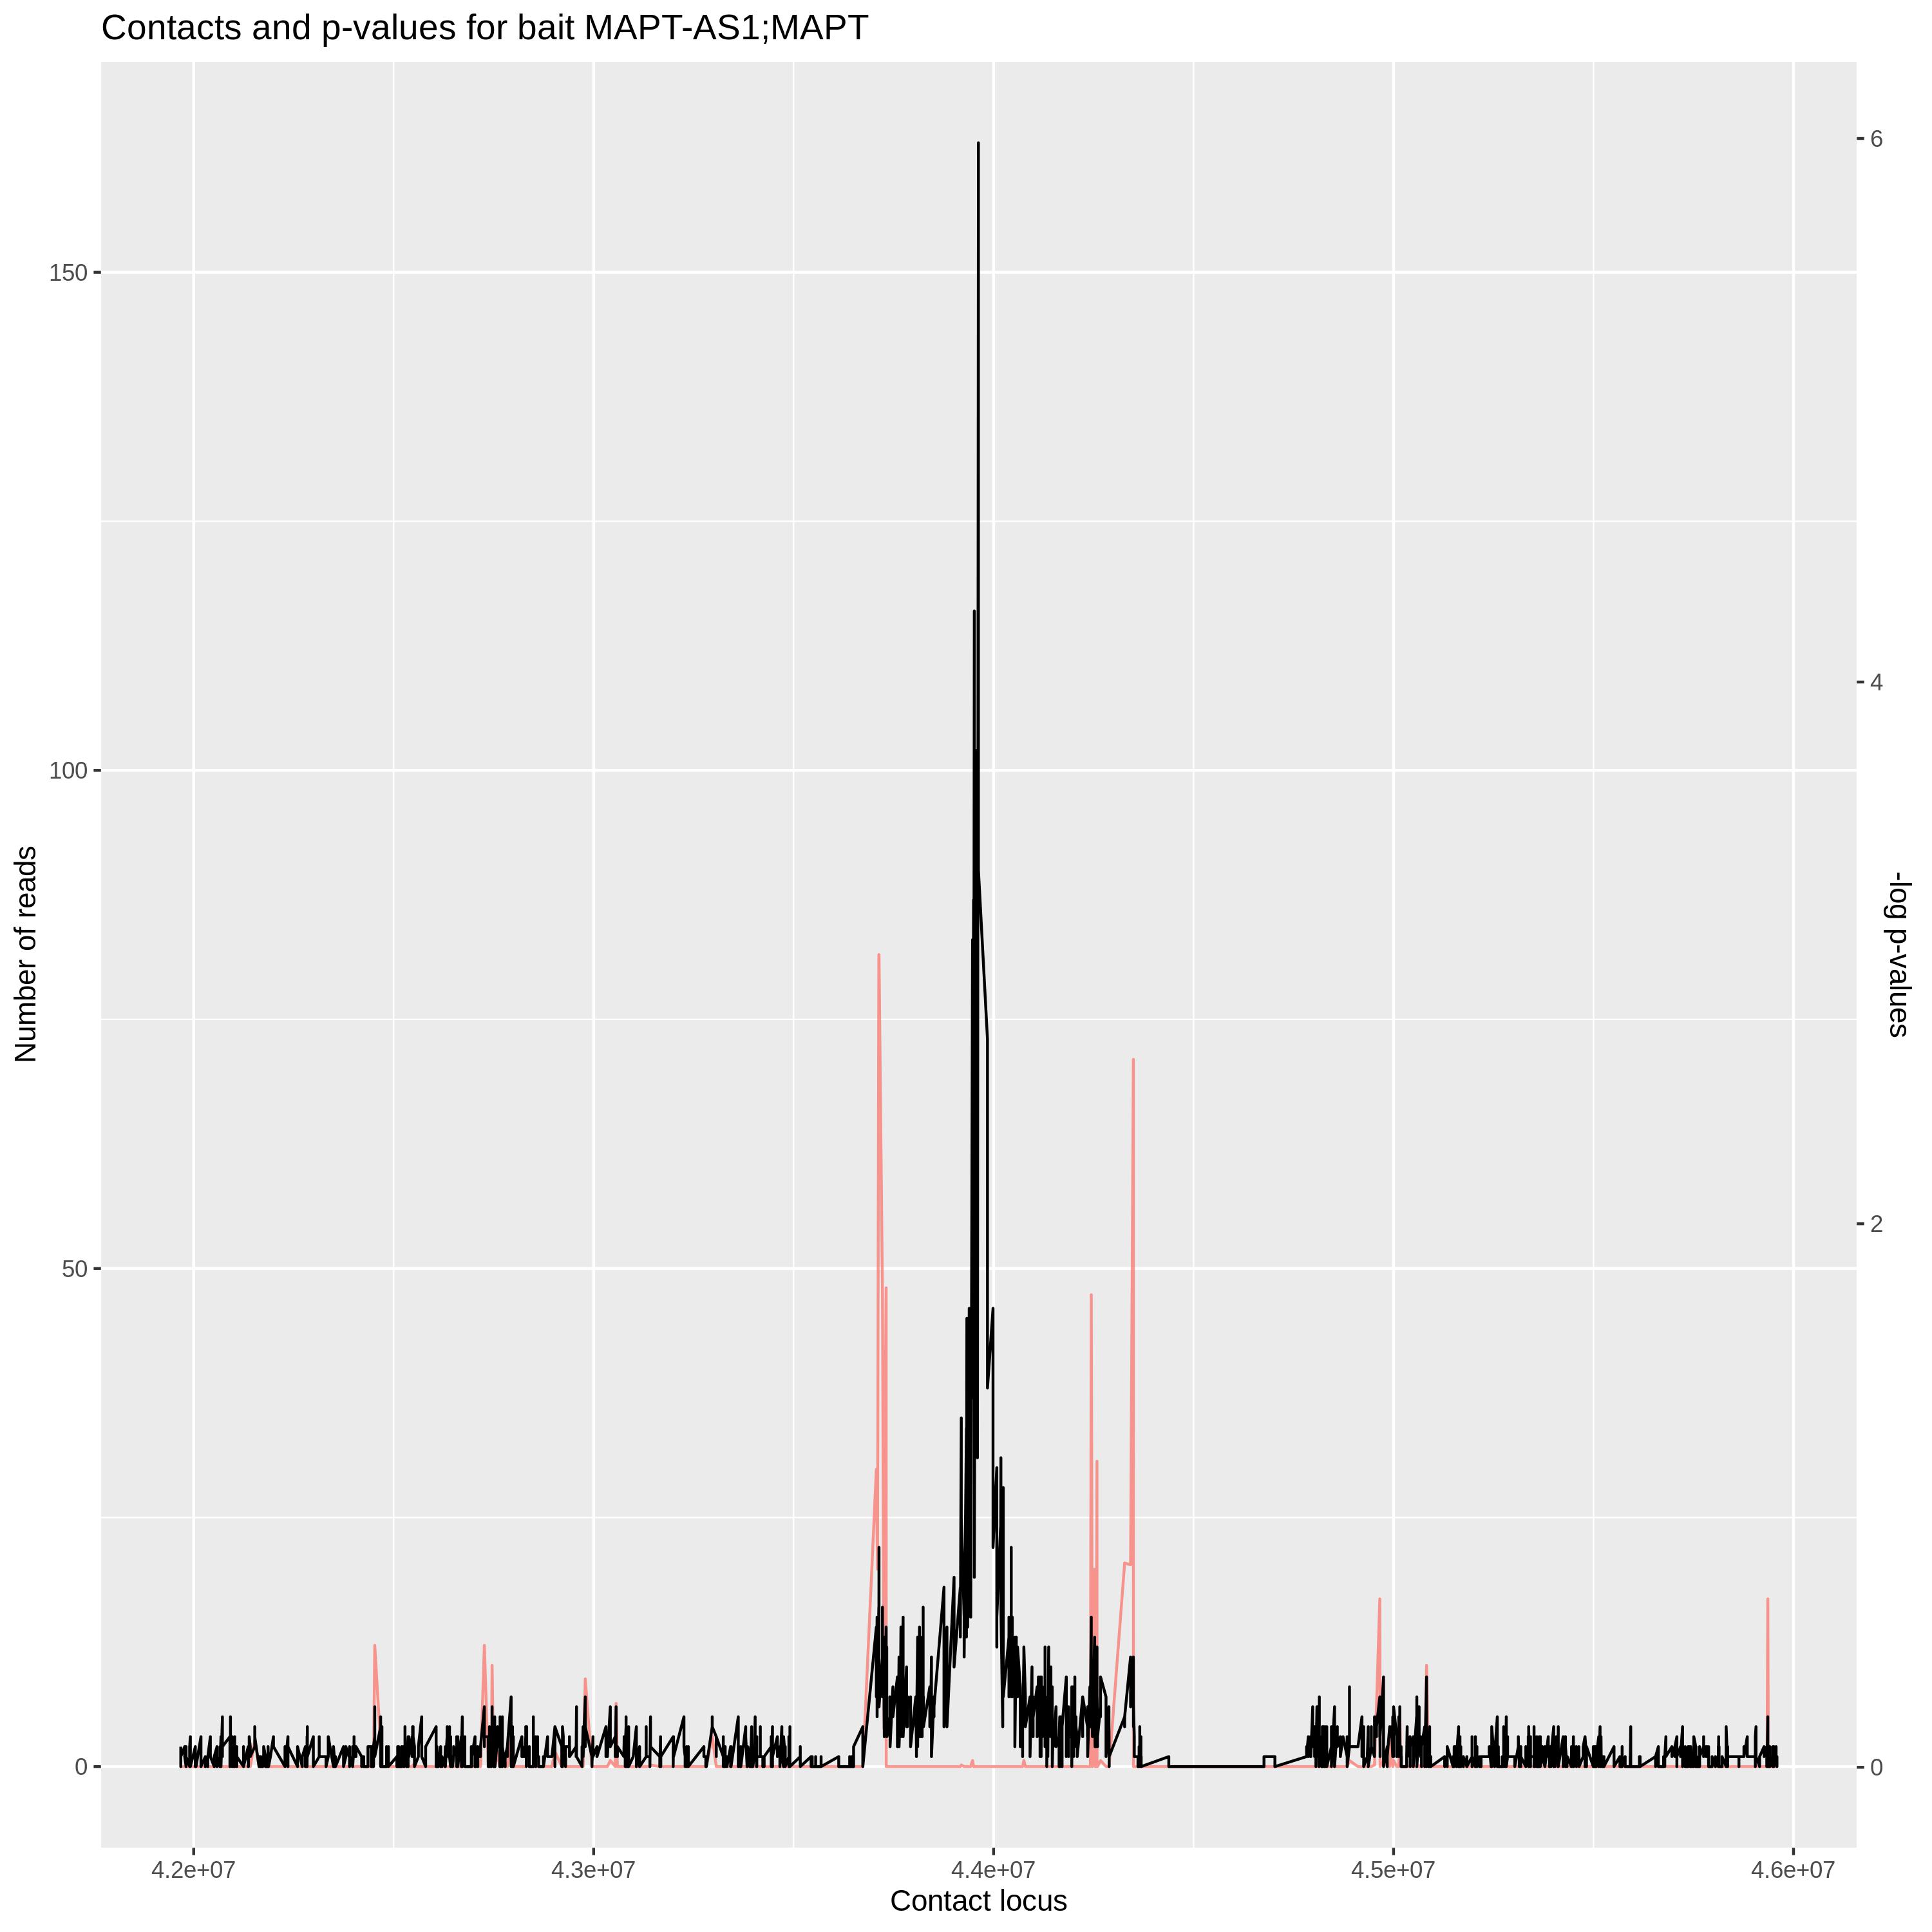 Contacts and p-values for bait MAPT-AS1;MAPT
150
100
50
0
Number of reads
6
4
2
0
-log p-values
4.2e+07
4.3e+07
4.4e+07
4.5e+07
4.6e+07
Contact locus